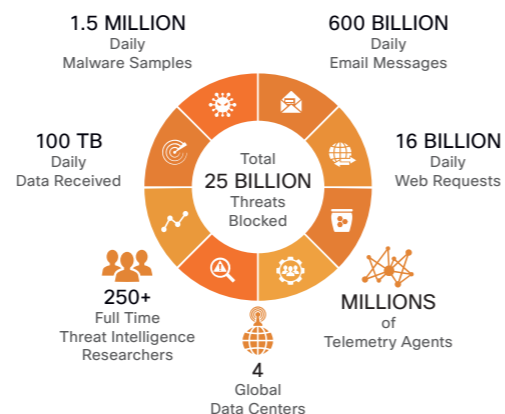 1.5 MILLION
Daily
Malware Samples
600 BILLION
Daily
Email Messages
100 TB
Daily
Data Received
Total
25 BILLION
Threats
Blocked
16 BILLION
Daily
Web Requests
250+
Full Time
Threat Intelligence
Researchers
MILLIONS
of
Telemetry Agents
4
Global
Data Centers